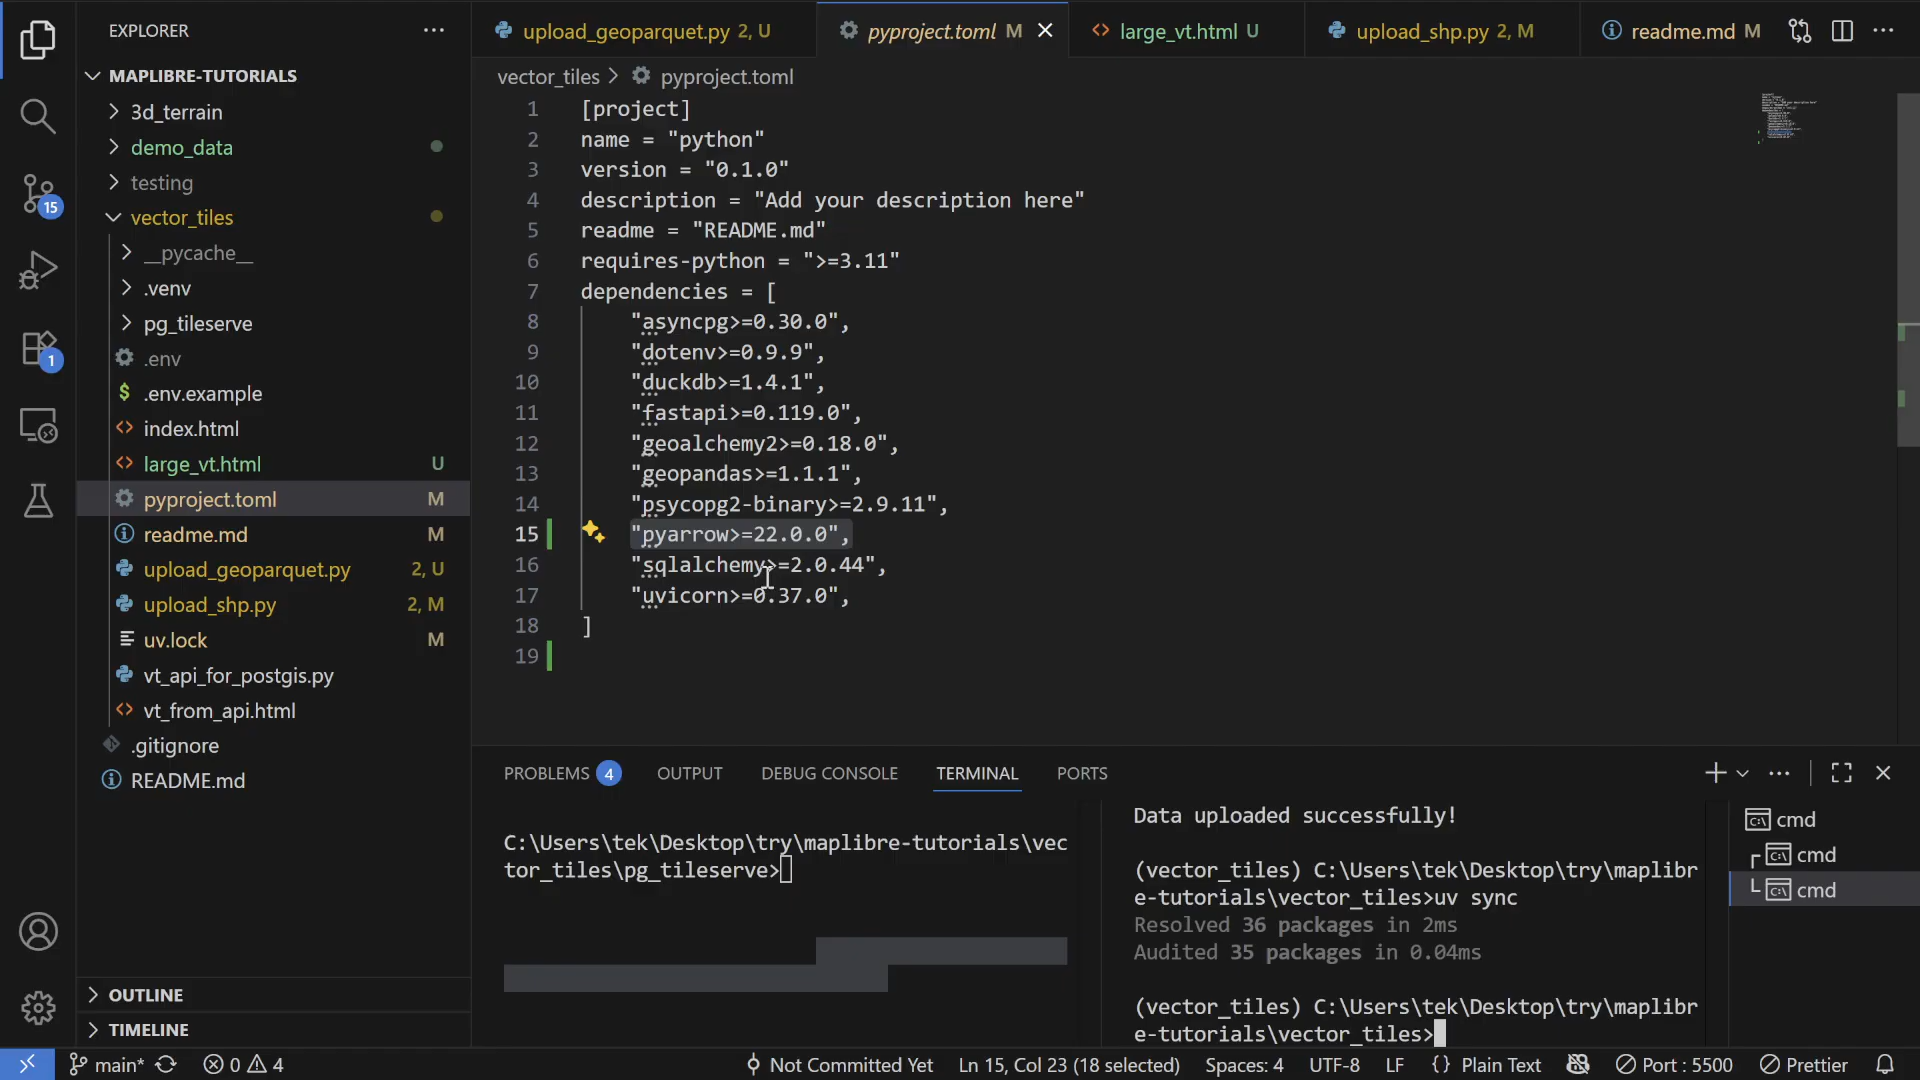 EXPLORER
MAPLIBRE-TUTORIALS
3d_terrain
demo_data
testing
vector_tiles
__pycache__
.venv
pg_tileserve
.env
.env.example
index.html
large_vt.html U
pyproject.toml M
readme.md M
upload_geoparquet.py 2, U
upload_shp.py 2, M
uv.lock M
vt_api_for_postgis.py
vt_from_api.html
.gitignore
README.md
OUTLINE
TIMELINE
15
1
upload_geoparquet.py 2, U
pyproject.toml M
large_vt.html U
upload_shp.py 2, M
readme.md M
vector_tiles > pyproject.toml
1 [project]
2 name = "python"
3 version = "0.1.0"
4 description = "Add your description here"
5 readme = "README.md"
6 requires-python = ">=3.11"
7 dependencies = [
8 "asyncpg>=0.30.0",
9 "dotenv>=0.9.9",
10 "duckdb>=1.4.1",
11 "fastapi>=0.119.0",
12 "geoalchemy2>=0.18.0",
13 "geopandas>=1.1.1",
14 "psycopg2-binary>=2.9.11",
15 "pyarrow>=22.0.0",
16 "sqlalchemy>=2.0.44",
17 "uvicorn>=0.37.0",
18 ]
19
PROBLEMS 4 OUTPUT DEBUG CONSOLE TERMINAL PORTS
C:\Users\tek\Desktop\try\maplibre-tutorials\vec
tor_tiles\pg_tileserve>
Data uploaded successfully!
(vector_tiles) C:\Users\tek\Desktop\try\maplibr
e-tutorials\vector_tiles>uv sync
Resolved 36 packages in 2ms
Audited 35 packages in 0.04ms
(vector_tiles) C:\Users\tek\Desktop\try\maplibr
e-tutorials\vector_tiles>
cmd
cmd
cmd
main* 0 4 Not Committed Yet Ln 15, Col 23 (18 selected) Spaces: 4 UTF-8 LF {} Plain Text Port : 5500 Prettier